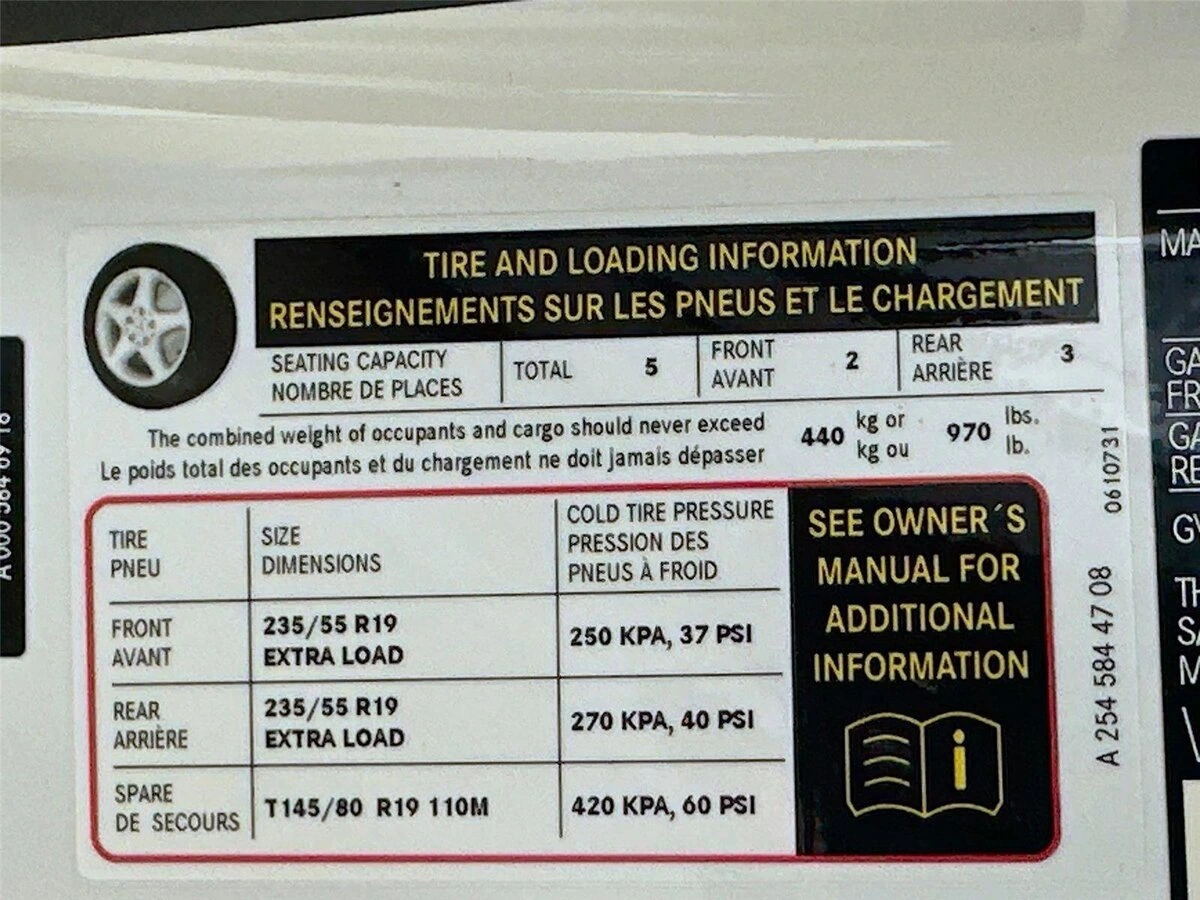 TIRE AND LOADING INFORMATION
RENSEIGNEMENTS SUR LES PNEUS ET LE CHARGEMENT
SEATING CAPACITY
NOMBRE DE PLACES
TOTAL 5
FRONT
AVANT
2
REAR
ARRIÈRE
3
The combined weight of occupants and cargo should never exceed
Le poids total des occupants et du chargement ne doit jamais dépasser
440
kg or
kg ou
970
lbs.
lb.
TIRE
PNEU
SIZE
DIMENSIONS
COLD TIRE PRESSURE
PRESSION DES
PNEUS À FROID
FRONT
AVANT
235/55 R19
EXTRA LOAD
250 KPA, 37 PSI
REAR
ARRIÈRE
235/55 R19
EXTRA LOAD
270 KPA, 40 PSI
SPARE
DE SECOURS
T145/80 R19 110M
420 KPA, 60 PSI
SEE OWNER´S
MANUAL FOR
ADDITIONAL
INFORMATION
i
06107731
A 254 584 47 08